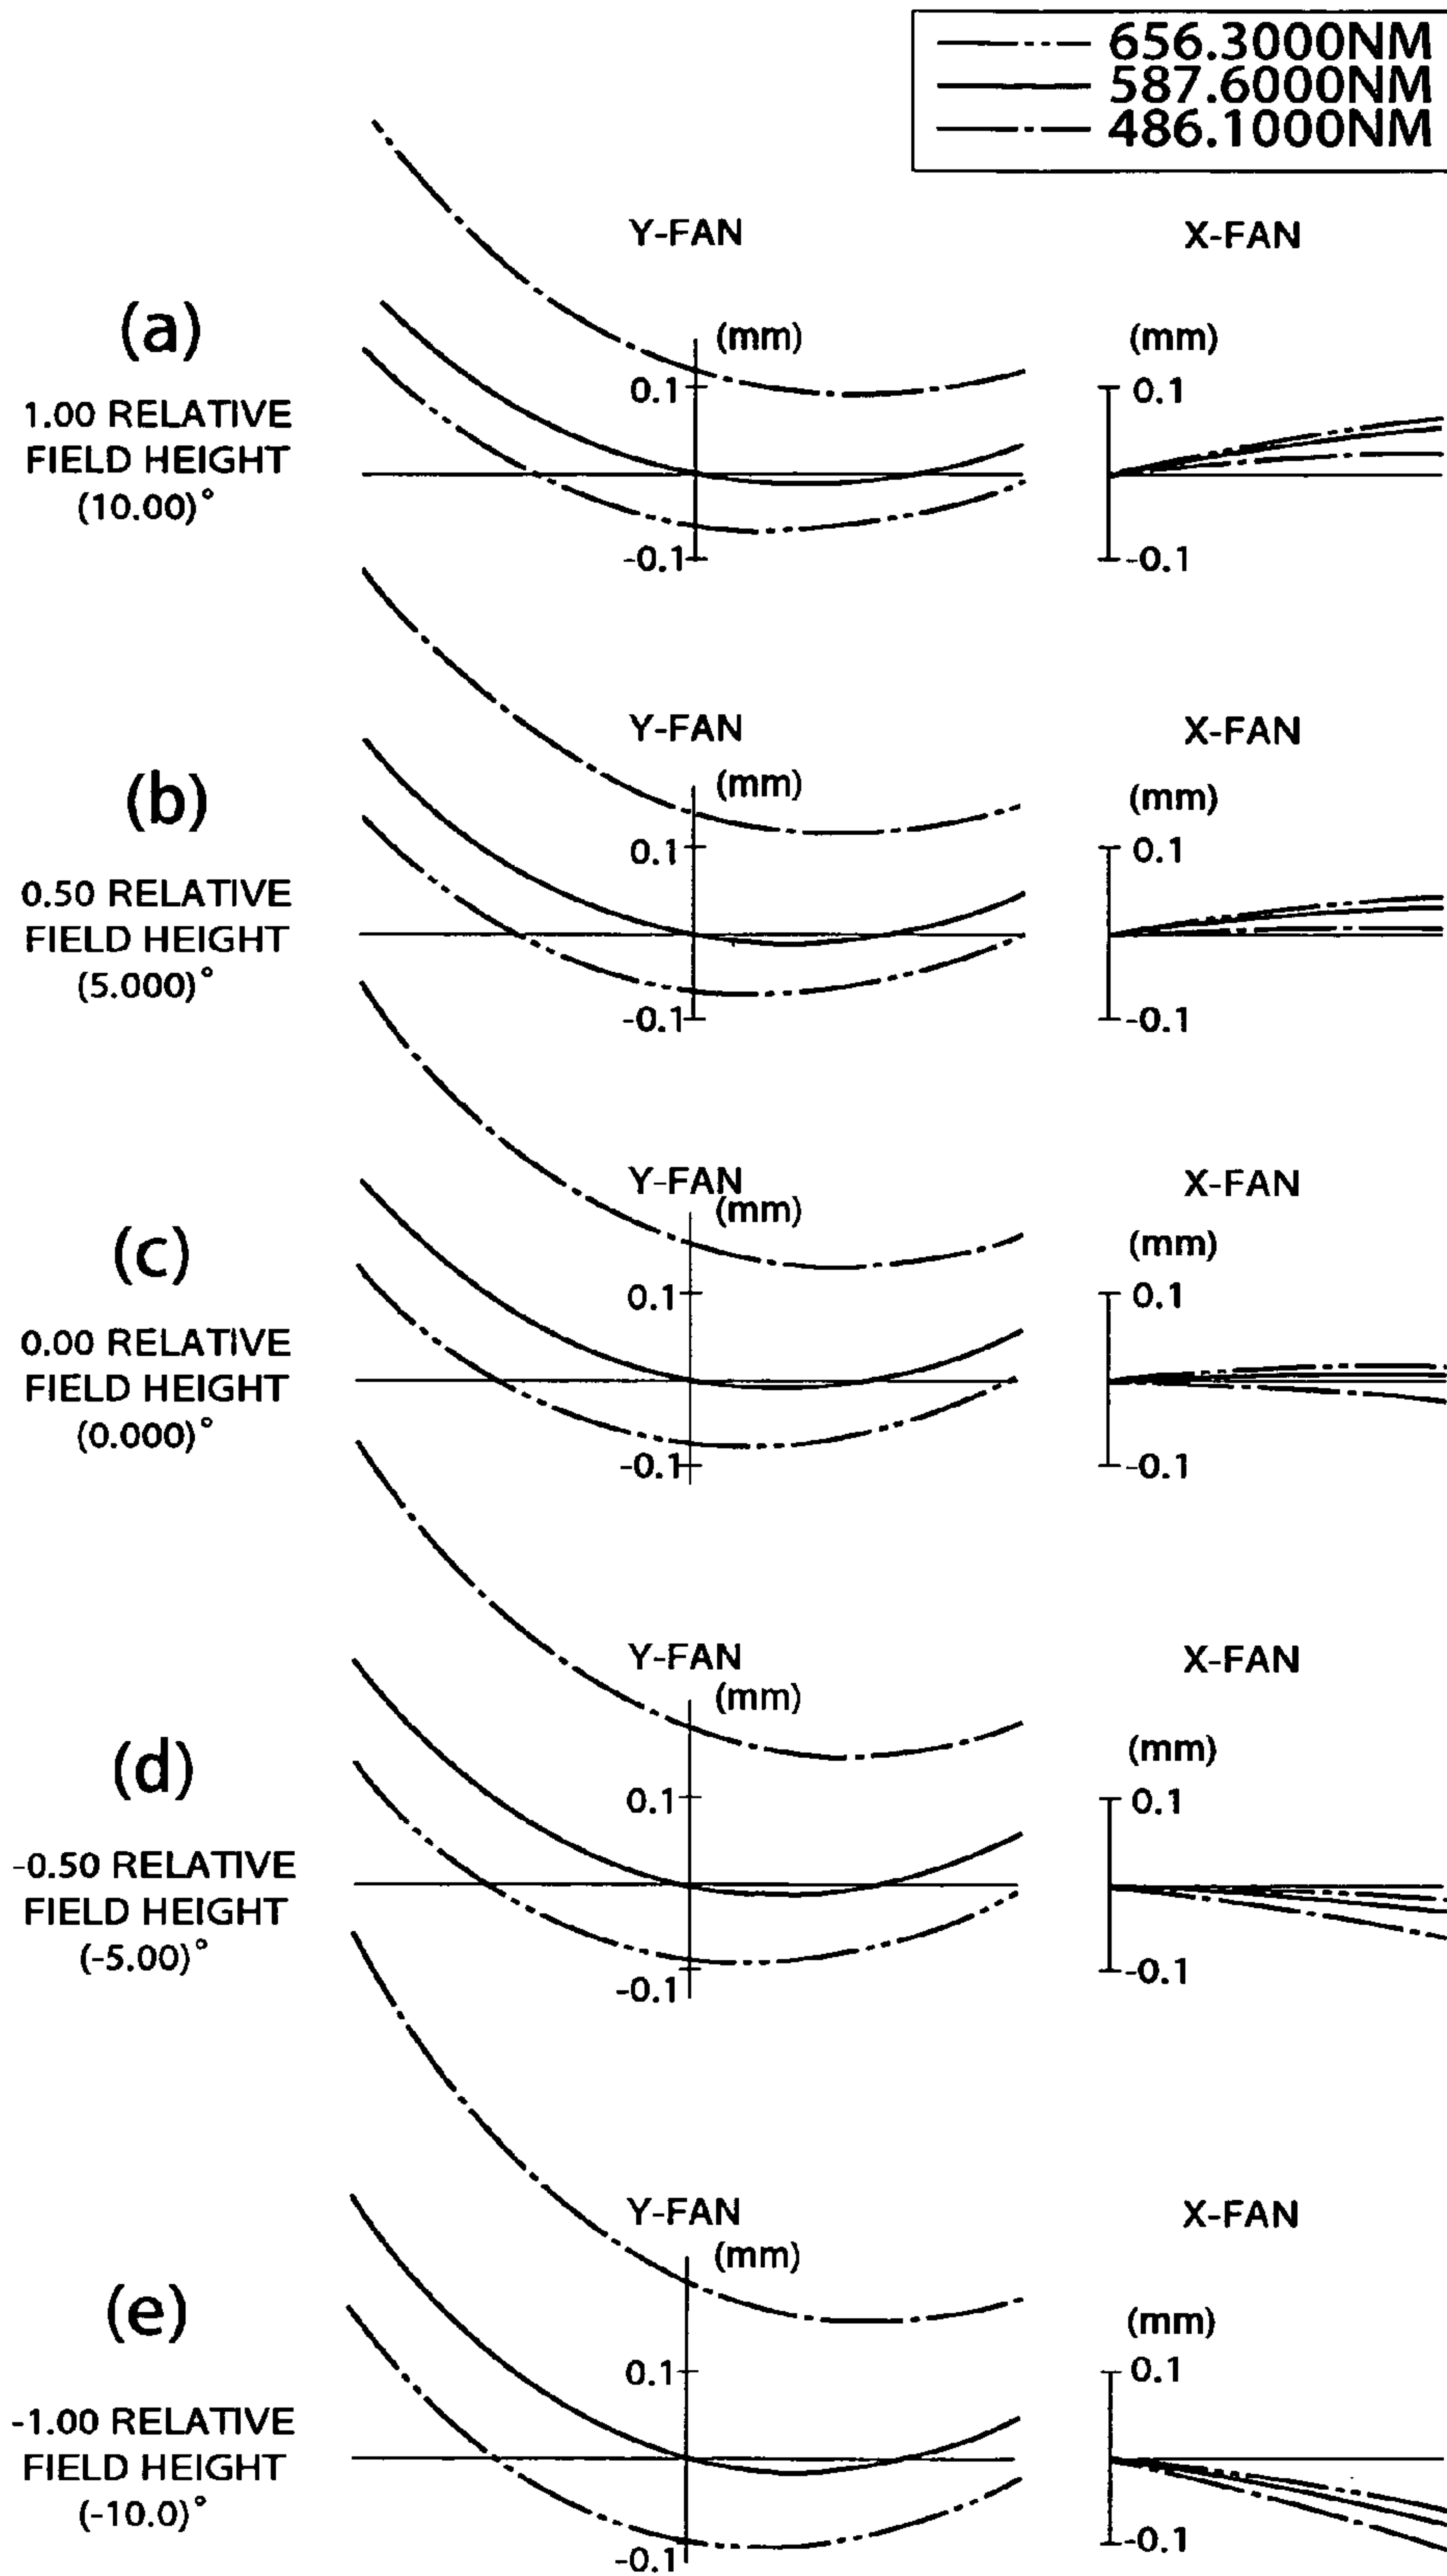 656.3000NM
587.6000NM
486.1000NM
Y-FAN
X-FAN
(a)
1.00 RELATIVE
FIELD HEIGHT
(10.00)°
(mm)
0.1
-0.1
(mm)
0.1
-0.1
Y-FAN
X-FAN
(b)
0.50 RELATIVE
FIELD HEIGHT
(5.000)°
(mm)
0.1
-0.1
(mm)
0.1
-0.1
Y-FAN
X-FAN
(c)
0.00 RELATIVE
FIELD HEIGHT
(0.000)°
(mm)
0.1
-0.1
(mm)
0.1
-0.1
Y-FAN
X-FAN
(d)
-0.50 RELATIVE
FIELD HEIGHT
(-5.00)°
(mm)
0.1
-0.1
(mm)
0.1
-0.1
Y-FAN
X-FAN
(e)
-1.00 RELATIVE
FIELD HEIGHT
(-10.0)°
(mm)
0.1
-0.1
(mm)
0.1
-0.1